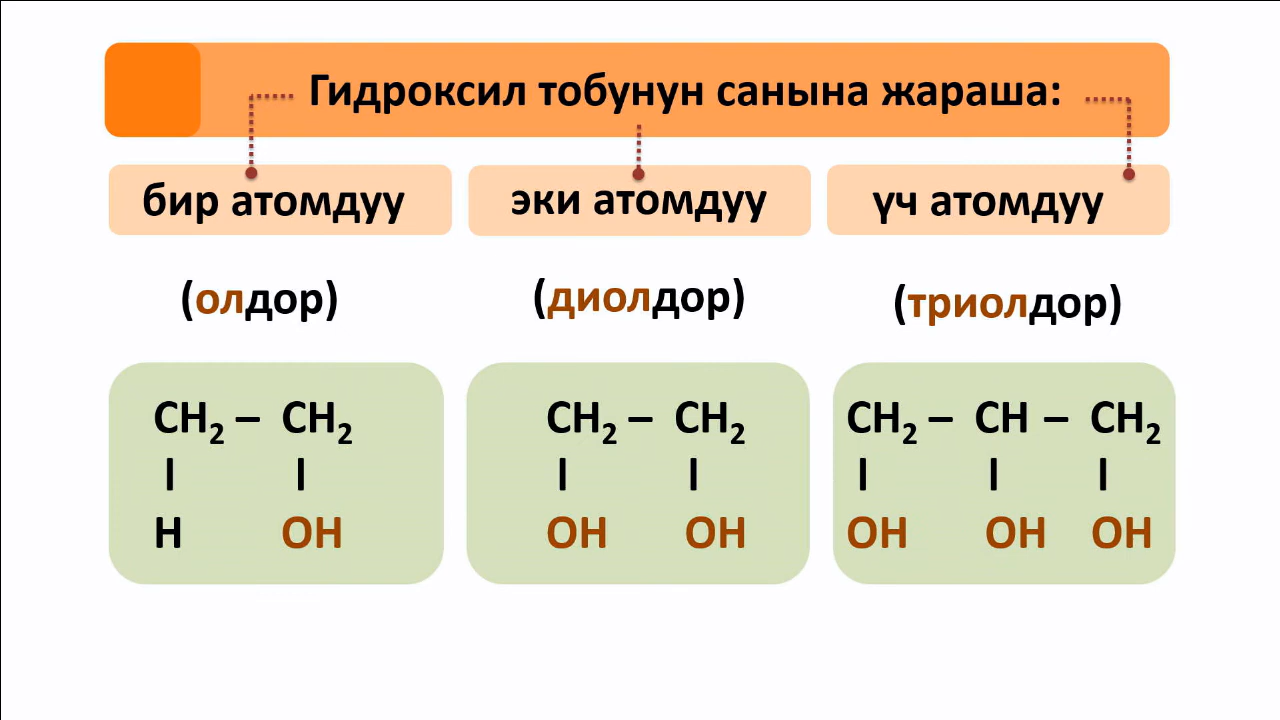 Гидроксил тобунун санына жараша:
бир атомдуу
эки атомдуу
үч атомдуу
(олдор)
(диолдор)
(триолдор)
CH₂ – CH₂
I I
H OH
CH₂ – CH₂
I I
OH OH
CH₂ – CH – CH₂
I I I
OH OH OH